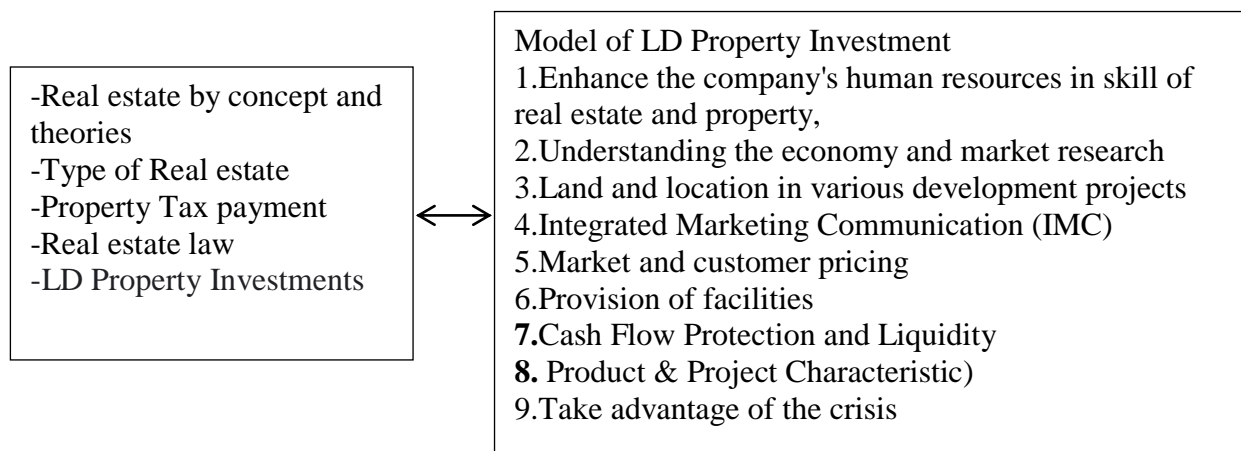 -Real estate by concept and
theories
-Type of Real estate
-Property Tax payment
-Real estate law
-LD Property Investments
Model of LD Property Investment
1.Enhance the company's human resources in skill of
real estate and property,
2.Understanding the economy and market research
3.Land and location in various development projects
4.Integrated Marketing Communication (IMC)
5.Market and customer pricing
6.Provision of facilities
7.Cash Flow Protection and Liquidity
8. Product & Project Characteristic)
9.Take advantage of the crisis